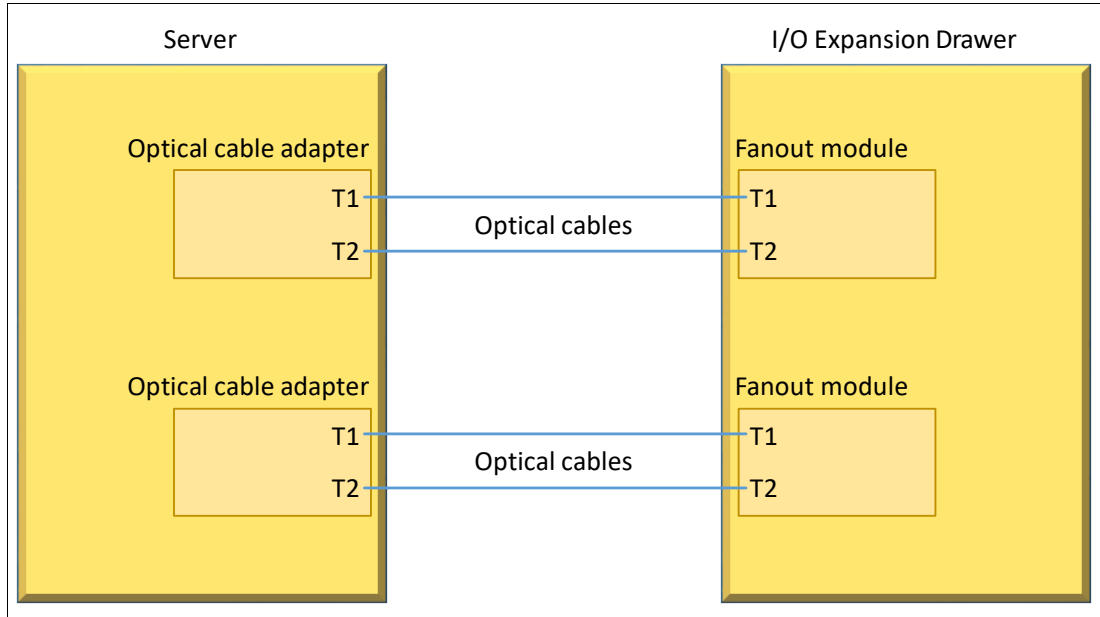 Server
I/O Expansion Drawer
Optical cable adapter
Fanout module
T1
T1
Optical cables
T2
T2
Optical cable adapter
Fanout module
T1
T1
Optical cables
T2
T2